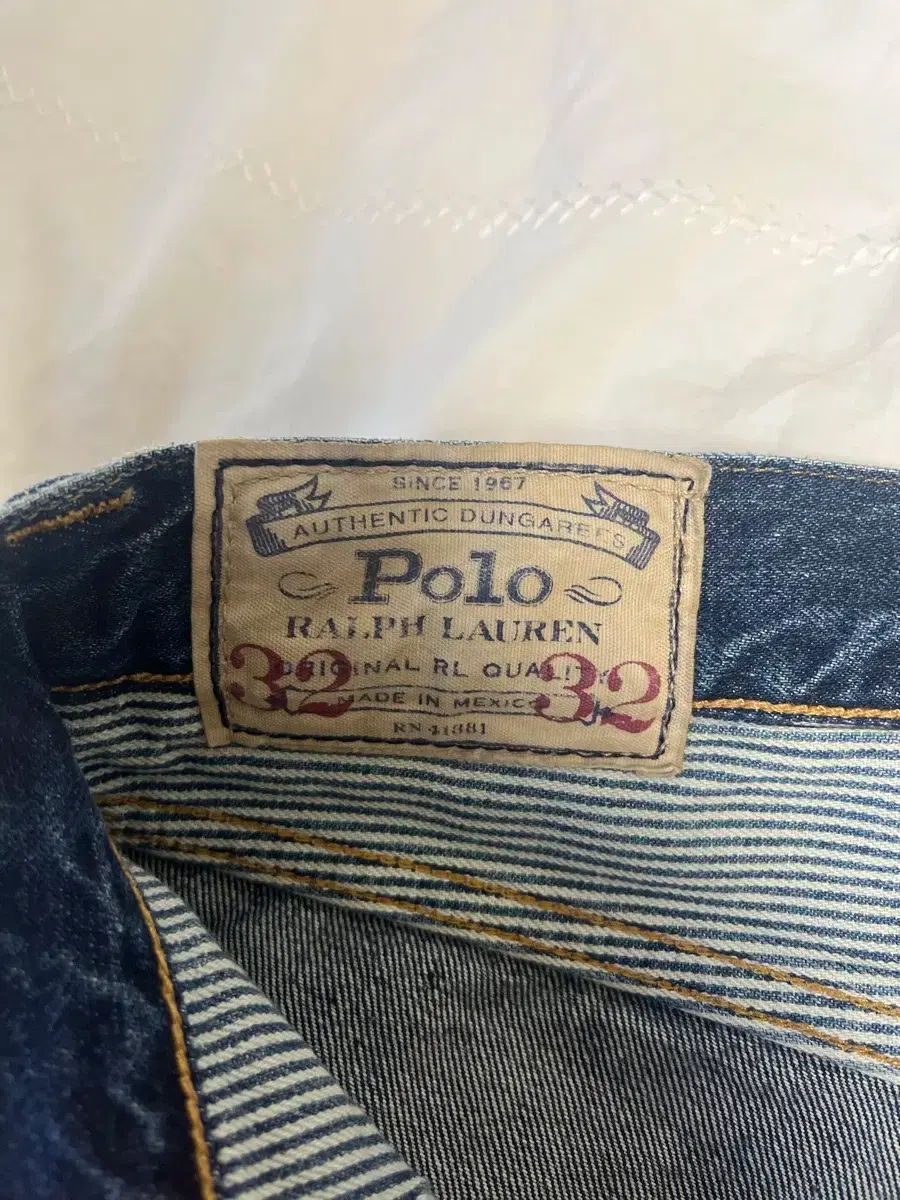 SINCE 1967
AUTHENTIC DUNGAREES
Polo
RALPH LAUREN
ORIGINAL RL QUALITY
32 32
MADE IN MEXICO
RN 41381